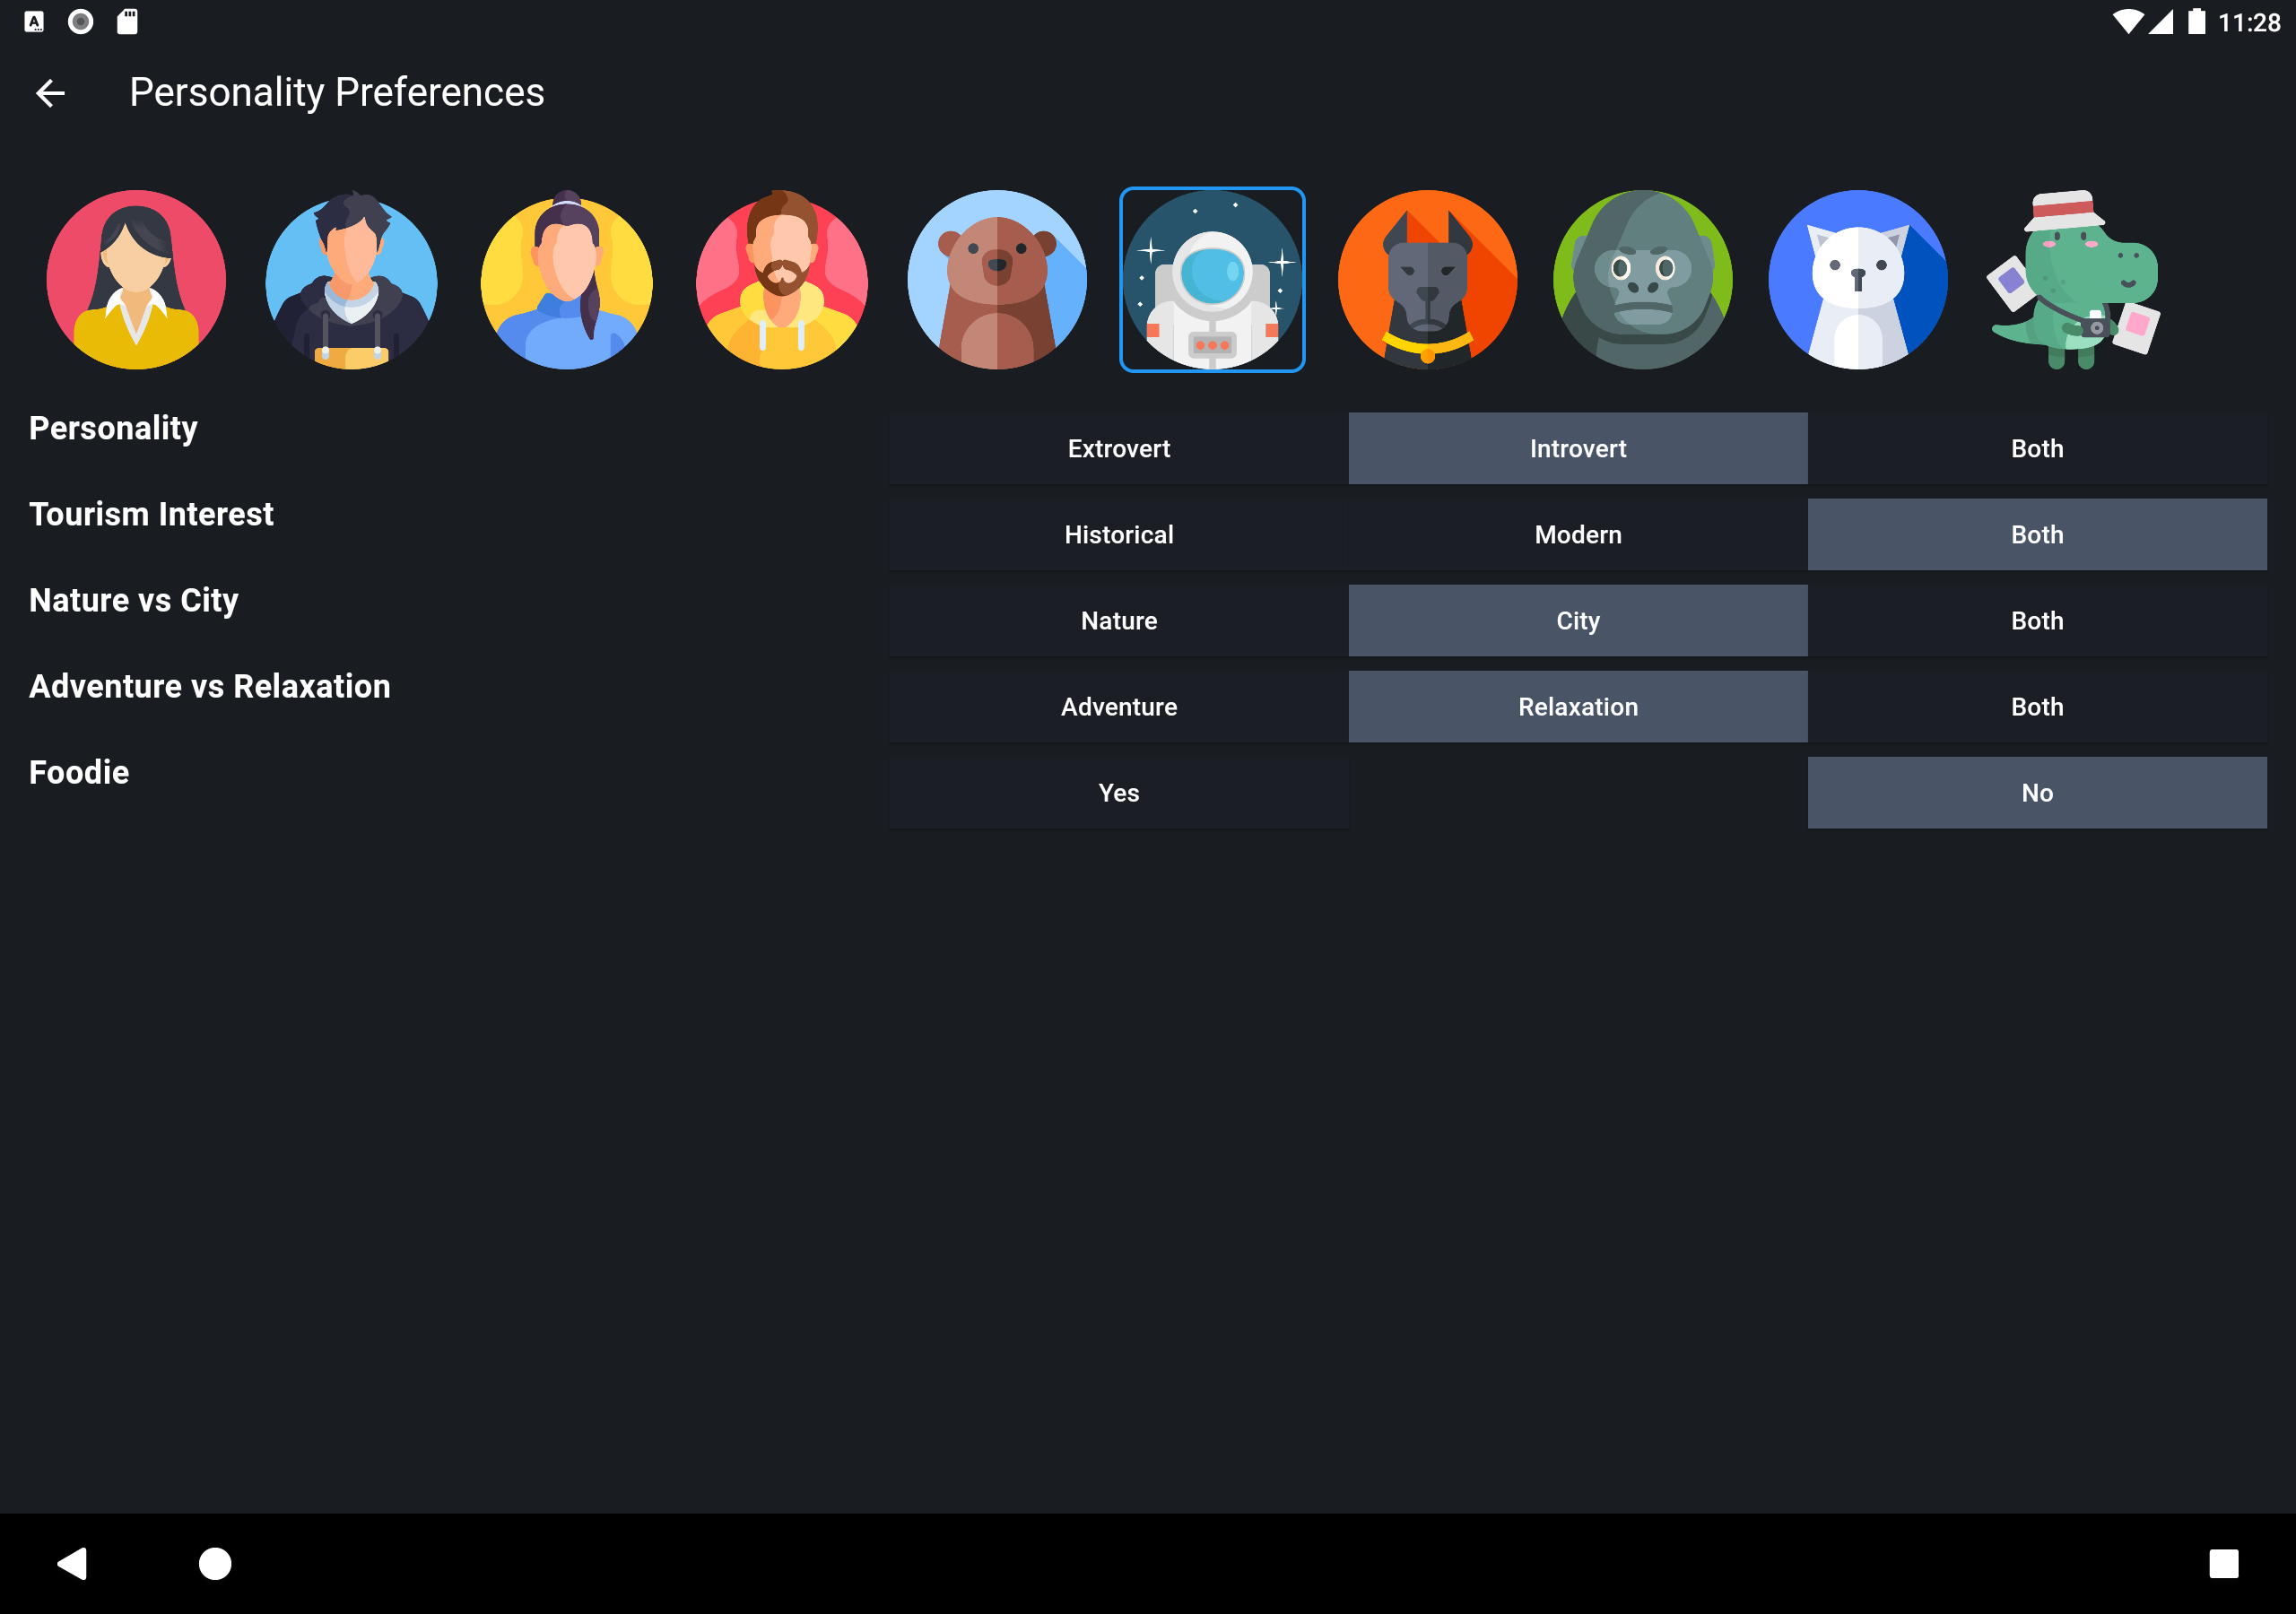 11:28
Personality Preferences
Personality
Extrovert Introvert Both
Tourism Interest
Historical Modern Both
Nature vs City
Nature City Both
Adventure vs Relaxation
Adventure Relaxation Both
Foodie
Yes No